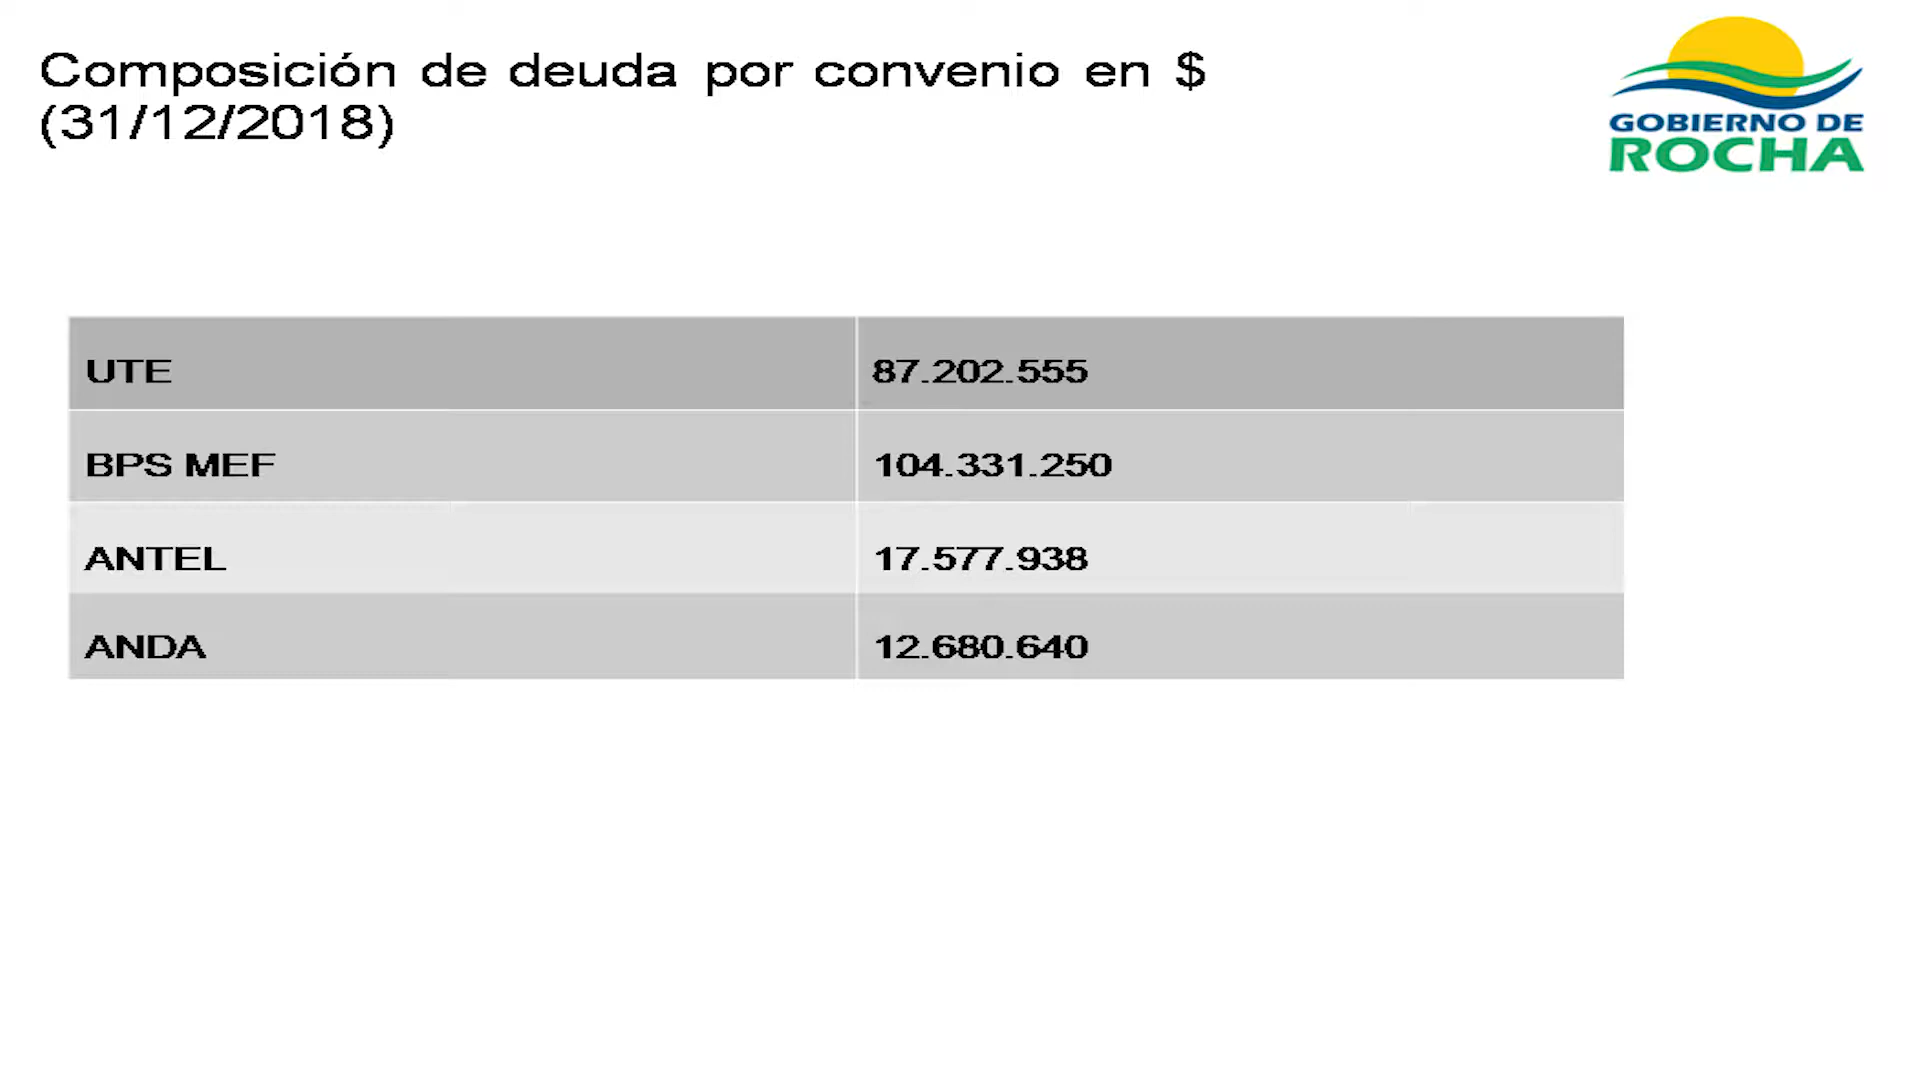 Composición de deuda por convenio en $
(31/12/2018)
GOBIERNO DE
ROCHA
UTE 87.202.555
BPS MEF 104.331.250
ANTEL 17.577.938
ANDA 12.680.640